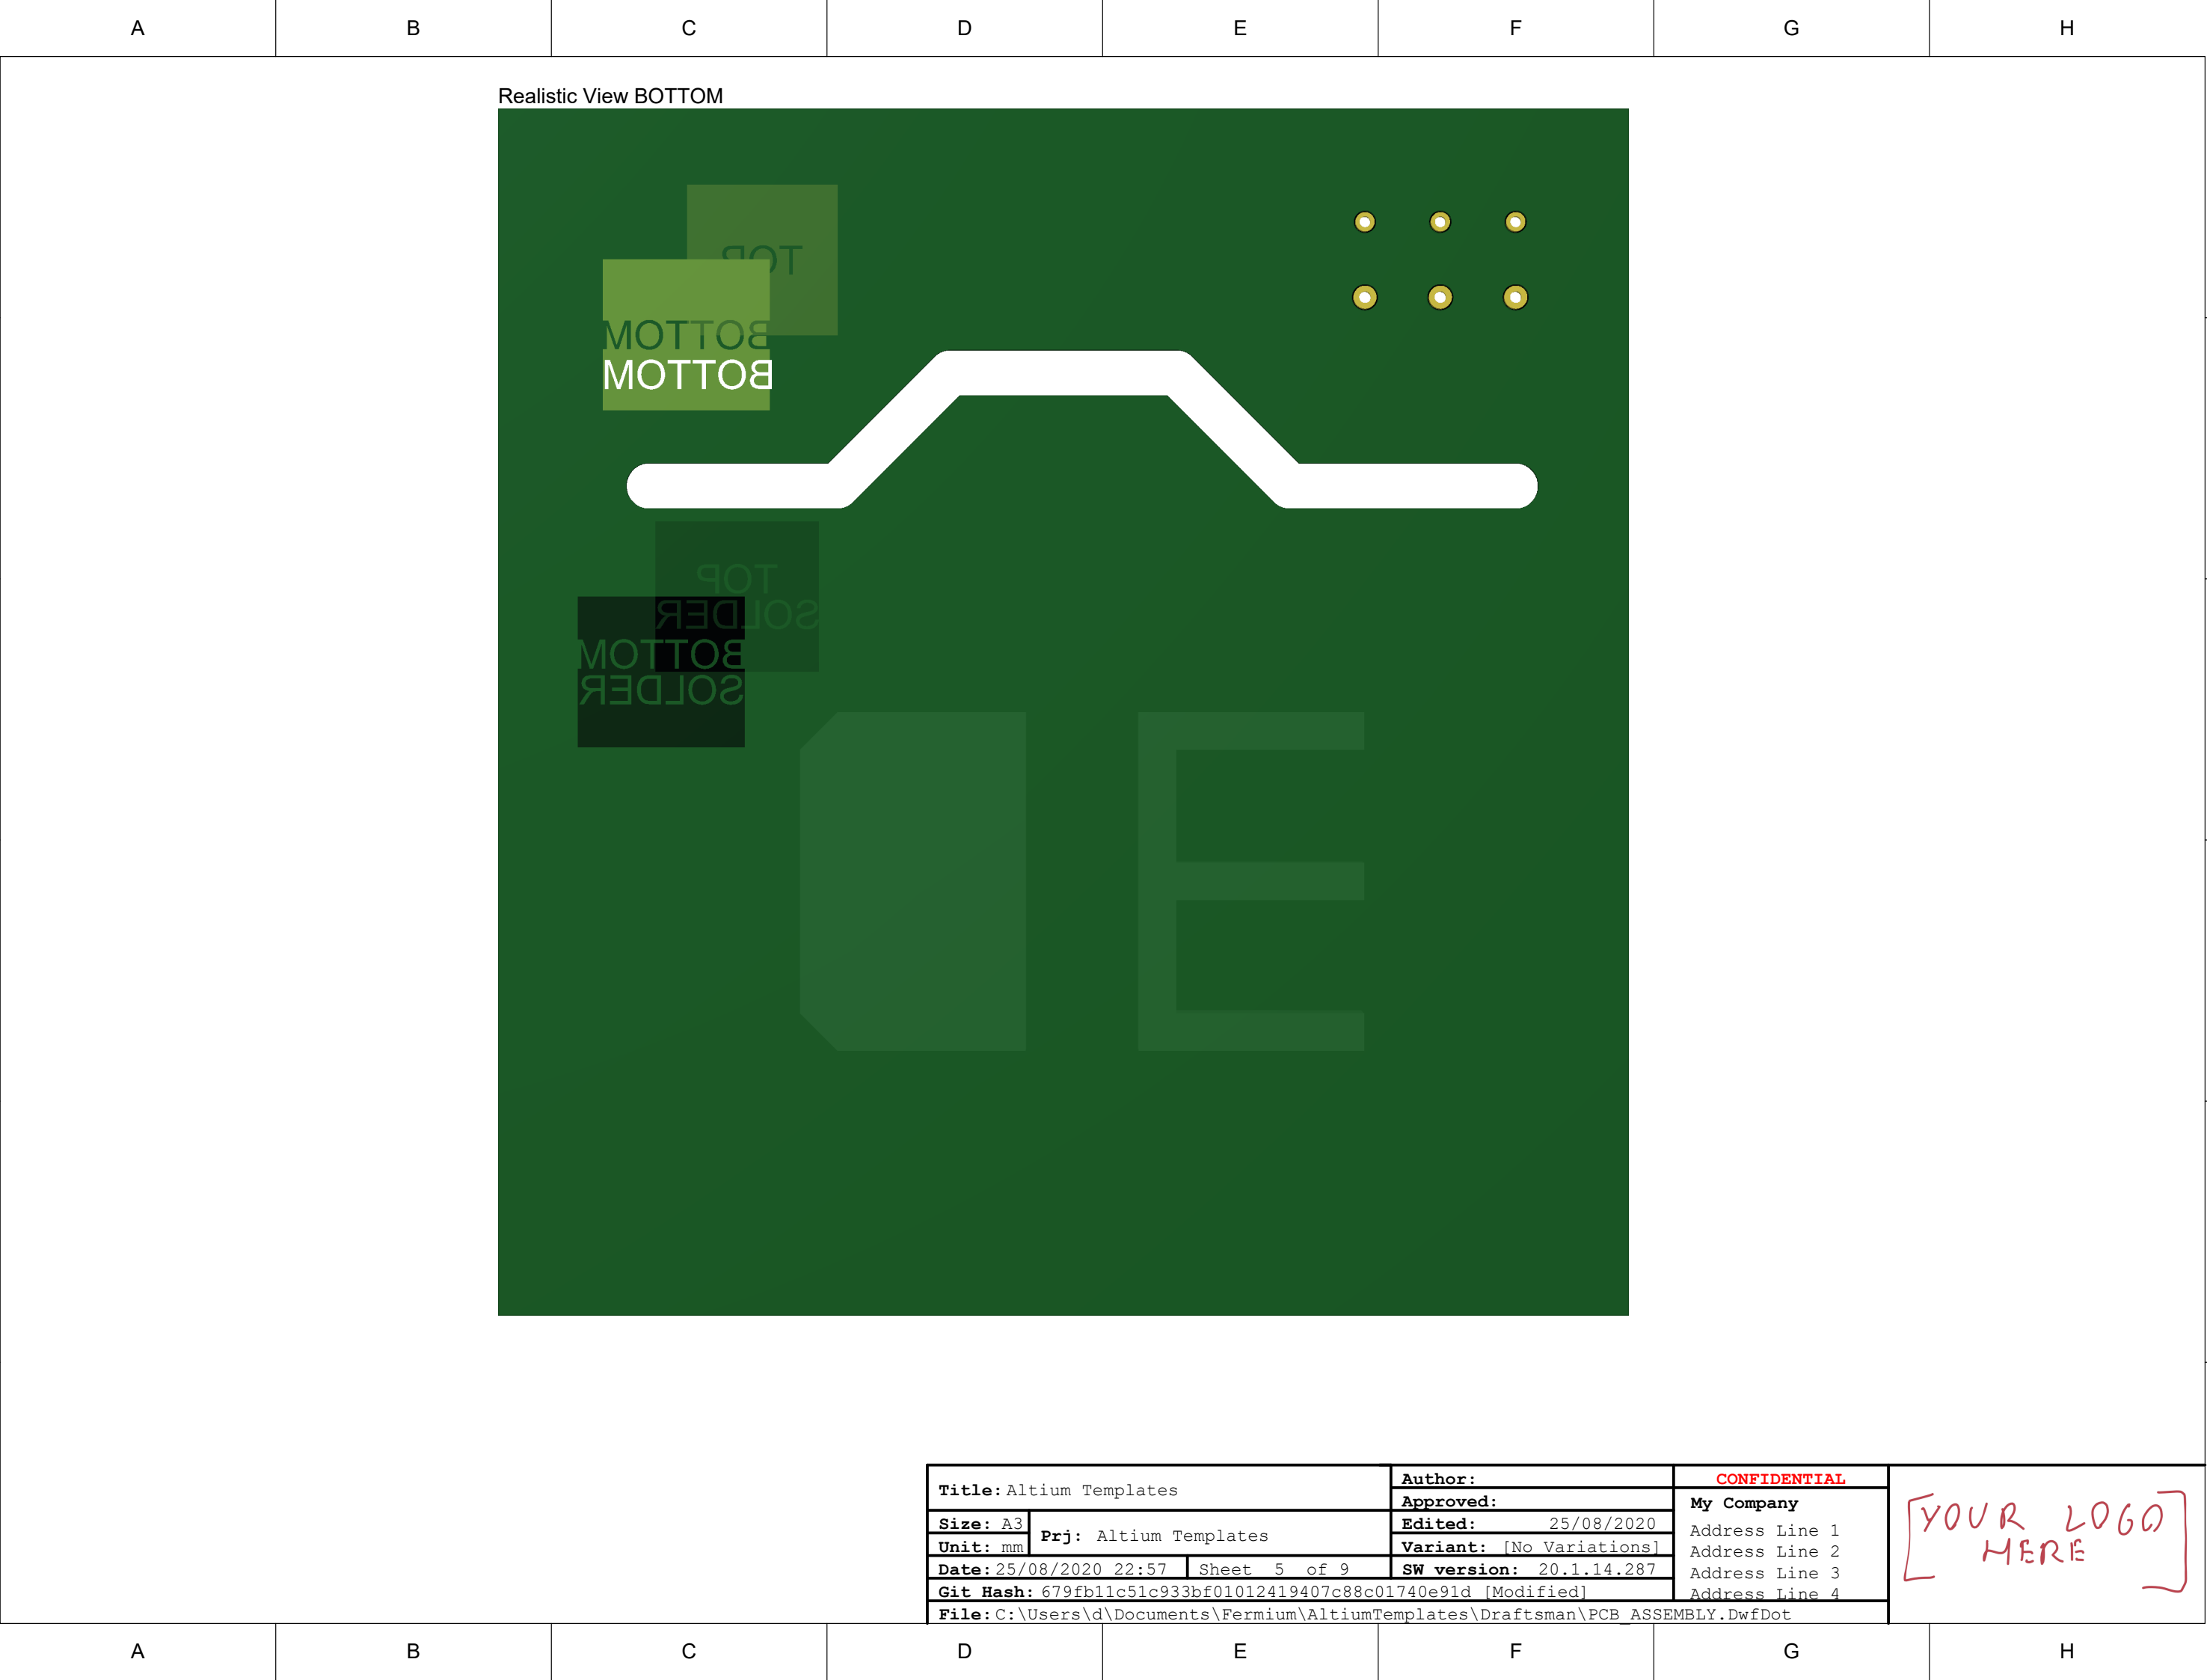 A B C D E F G H
Realistic View BOTTOM
TOP
BOTTOM
BOTTOM
TOP
SOLDER
BOTTOM
SOLDER
E
Title: Altium Templates
Author:
CONFIDENTIAL
Approved:
My Company
Size: A3
Prj: Altium Templates
Edited: 25/08/2020
Address Line 1
Unit: mm
Variant: [No Variations]
Address Line 2
Date: 25/08/2020 22:57
Sheet 5 of 9
SW version: 20.1.14.287
Address Line 3
Git Hash: 679fb11c51c933bf01012419407c88c01740e91d [Modified]
Address Line 4
File: C:\Users\d\Documents\Fermium\AltiumTemplates\Draftsman\PCB_ASSEMBLY.DwfDot
[YOUR LOGO
HERE]
A B C D E F G H